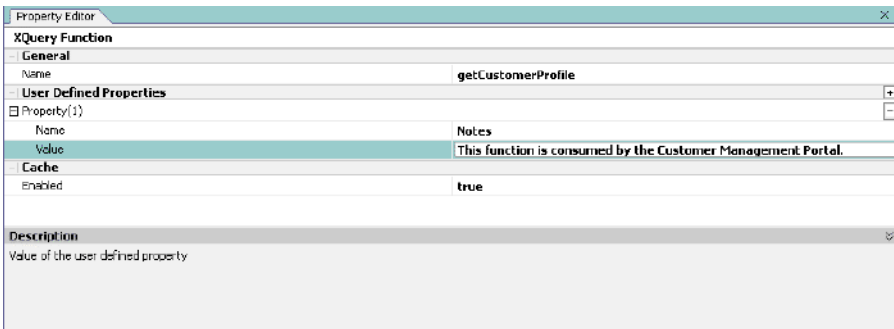 Property Editor
XQuery Function
General
Name getCustomerProfile
User Defined Properties
Property(1)
Name Notes
Value This function is consumed by the Customer Management Portal.
Cache
Enabled true
Description
Value of the user defined property